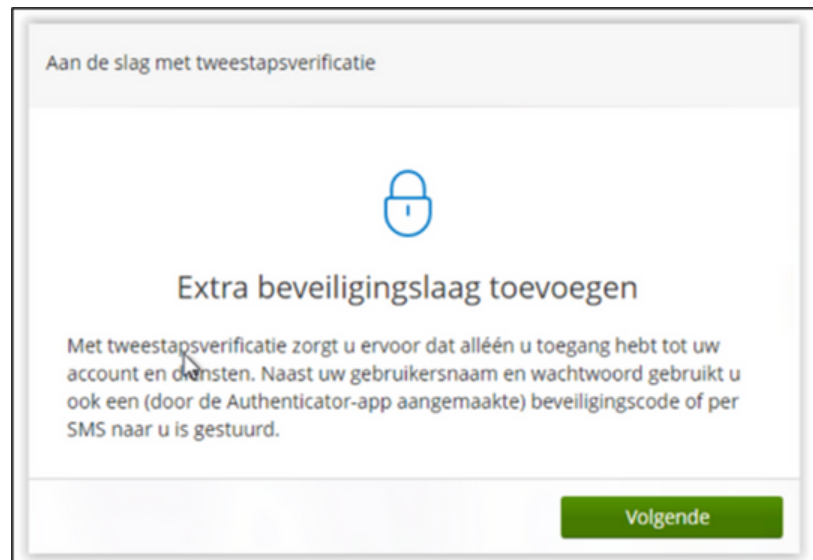 Aan de slag met tweestapsverificatie
Extra beveiligingslaag toevoegen
Met tweestapsverificatie zorgt u ervoor dat alléén u toegang hebt tot uw
account en diensten. Naast uw gebruikersnaam en wachtwoord gebruikt u
ook een (door de Authenticator-app aangemaakte) beveiligingscode of per
SMS naar u is gestuurd.
Volgende